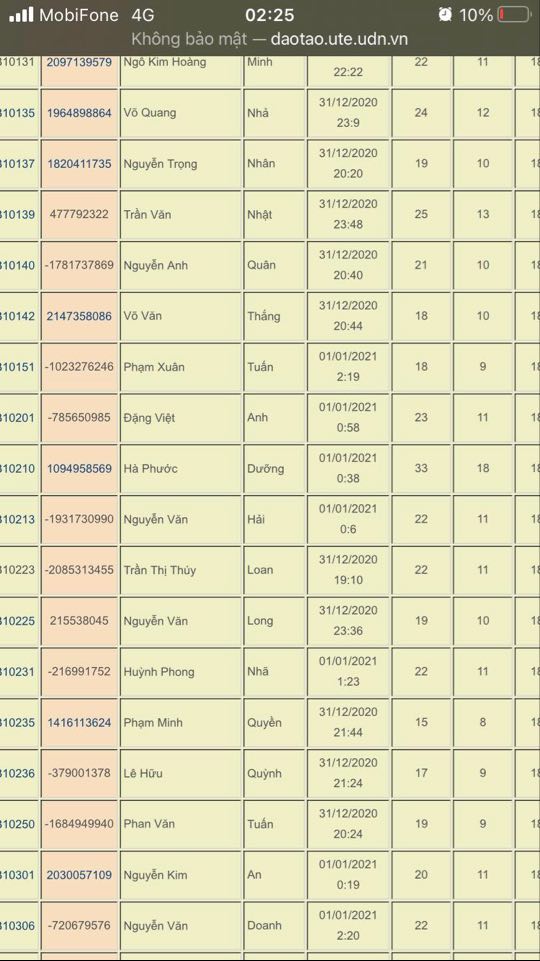 MobiFone 4G 02:25 10%
Không bảo mật — daotao.ute.udn.vn
310131 2097139579 Ngô Kim Hoàng Minh 22:22 22 11 18
310135 1964898864 Võ Quang Nhả 31/12/2020 23:9 24 12 18
310137 1820411735 Nguyễn Trọng Nhân 31/12/2020 20:20 19 10 18
310139 477792322 Trần Văn Nhật 31/12/2020 23:48 25 13 18
310140 -1781737869 Nguyễn Anh Quân 31/12/2020 20:40 21 10 18
310142 2147358086 Võ Văn Thắng 31/12/2020 20:44 18 10 18
310151 -1023276246 Phạm Xuân Tuấn 01/01/2021 2:19 18 9 18
310201 -785650985 Đặng Việt Anh 01/01/2021 0:58 23 11 18
310210 1094958569 Hà Phước Dưỡng 01/01/2021 0:38 33 18 18
310213 -1931730990 Nguyễn Văn Hải 01/01/2021 0:6 22 11 18
310223 -2085313455 Trần Thị Thúy Loan 31/12/2020 19:10 22 11 18
310225 215538045 Nguyễn Văn Long 31/12/2020 23:36 19 10 18
310231 -216991752 Huỳnh Phong Nhã 01/01/2021 1:23 22 11 18
310235 1416113624 Phạm Minh Quyền 31/12/2020 21:44 15 8 18
310236 -379001378 Lê Hữu Quỳnh 31/12/2020 21:24 17 9 18
310250 -1684949940 Phan Văn Tuấn 31/12/2020 20:24 19 9 18
310301 2030057109 Nguyễn Kim An 01/01/2021 0:19 20 11 18
310306 -720679576 Nguyễn Văn Doanh 01/01/2021 2:20 22 11 18